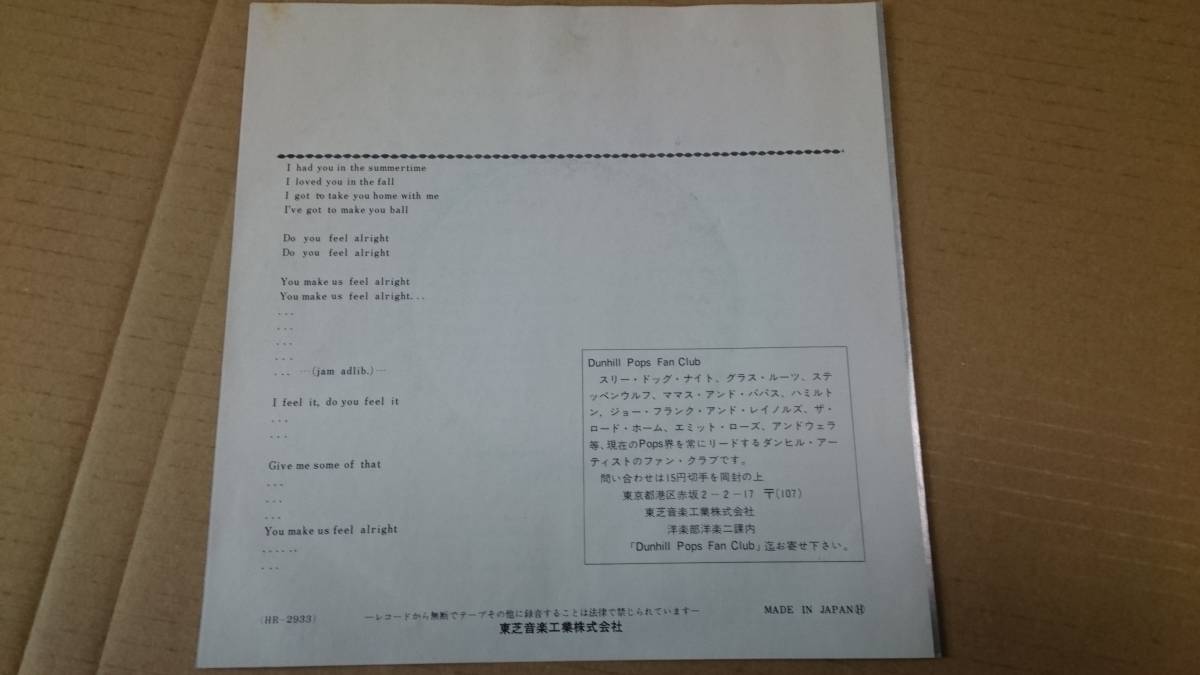 I had you in the summertime
I loved you in the fall
I got to take you home with me
I've got to make you ball
Do you feel alright
Do you feel alright
You make us feel alright
You make us feel alright...
...
...
...
...
... …(jam adlib.)…
I feel it, do you feel it
...
...
Give me some of that
...
...
...
You make us feel alright
......
...
Dunhill Pops Fan Club
スリー・ドッグ・ナイト、グラス・ルーツ、ステ
ッペンウルフ、ママス・アンド・パパス、ハミルト
ン、ジョー・フランク・アンド・レイノルズ、ザ・
ロード・ホーム、エミット・ローズ、アンドウェラ
等、現在のPops界を常にリードするダンヒル・アー
ティストのファン・クラブです。
問い合わせは15円切手を同封の上
東京都港区赤坂2－2－17 〒(107)
東芝音楽工業株式会社
洋楽部洋楽二課内
「Dunhill Pops Fan Club」迄お寄せ下さい。
(HR-2933)
―レコードから無断でテープその他に録音することは法律で禁じられています―
東芝音楽工業株式会社
MADE IN JAPAN Ⓗ